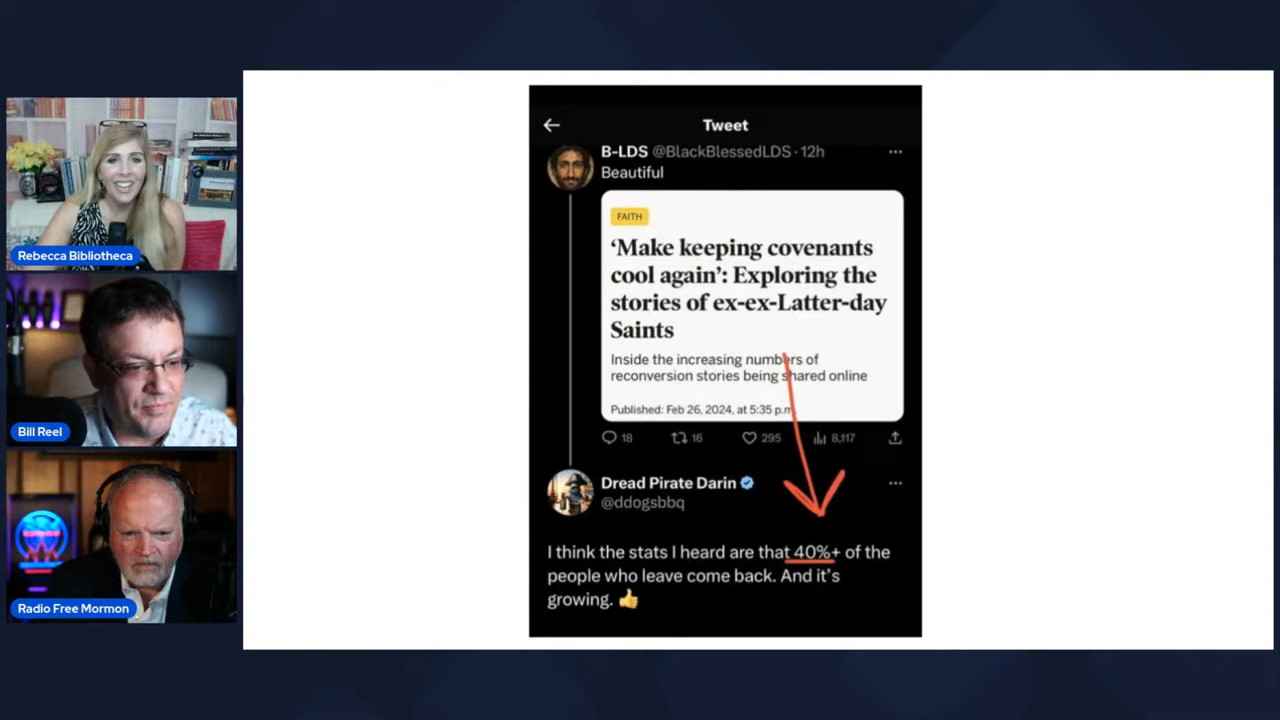 Rebecca Bibliotheca
Bill Reel
Radio Free Mormon
Tweet
B-LDS @BlackBlessedLDS · 12h
Beautiful
FAITH
‘Make keeping covenants
cool again’: Exploring the
stories of ex-ex-Latter-day
Saints
Inside the increasing numbers of
reconversion stories being shared online
Published: Feb 26, 2024, at 5:35 p.m.
18 16 295 8,117
Dread Pirate Darin
@ddogsbbq
I think the stats I heard are that 40%+ of the
people who leave come back. And it’s
growing. 👍